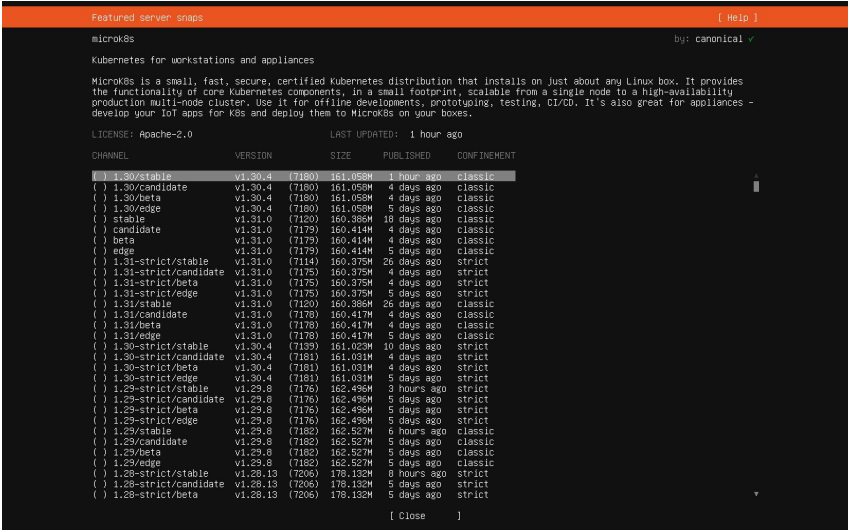 Featured server snaps [ Help ]
microk8s by: canonical ✓
Kubernetes for workstations and appliances
MicroK8s is a small, fast, secure, certified Kubernetes distribution that installs on just about any Linux box. It provides
the functionality of core Kubernetes components, in a small footprint, scalable from a single node to a high-availability
production multi-node cluster. Use it for offline developments, prototyping, testing, CI/CD. It's also great for appliances -
develop your IoT apps for K8s and deploy them to MicroK8s on your boxes.
LICENSE: Apache-2.0 LAST UPDATED: 1 hour ago
CHANNEL VERSION SIZE PUBLISHED CONFINEMENT
( ) 1.30/stable v1.30.4 (7180) 161.058M 1 hour ago classic
( ) 1.30/candidate v1.30.4 (7180) 161.058M 4 days ago classic
( ) 1.30/beta v1.30.4 (7180) 161.058M 4 days ago classic
( ) 1.30/edge v1.30.4 (7180) 161.058M 5 days ago classic
( ) stable v1.31.0 (7120) 160.386M 18 days ago classic
( ) candidate v1.31.0 (7179) 160.414M 4 days ago classic
( ) beta v1.31.0 (7179) 160.414M 4 days ago classic
( ) edge v1.31.0 (7179) 160.414M 5 days ago classic
( ) 1.31-strict/stable v1.31.0 (7114) 160.375M 26 days ago strict
( ) 1.31-strict/candidate v1.31.0 (7175) 160.375M 4 days ago strict
( ) 1.31-strict/beta v1.31.0 (7175) 160.375M 4 days ago strict
( ) 1.31-strict/edge v1.31.0 (7175) 160.375M 5 days ago strict
( ) 1.31/stable v1.31.0 (7120) 160.386M 26 days ago classic
( ) 1.31/candidate v1.31.0 (7178) 160.417M 4 days ago classic
( ) 1.31/beta v1.31.0 (7178) 160.417M 4 days ago classic
( ) 1.31/edge v1.31.0 (7178) 160.417M 5 days ago classic
( ) 1.30-strict/stable v1.30.4 (7139) 161.023M 10 days ago strict
( ) 1.30-strict/candidate v1.30.4 (7181) 161.031M 4 days ago strict
( ) 1.30-strict/beta v1.30.4 (7181) 161.031M 4 days ago strict
( ) 1.30-strict/edge v1.30.4 (7181) 161.031M 5 days ago strict
( ) 1.29-strict/stable v1.29.8 (7176) 162.496M 3 hours ago strict
( ) 1.29-strict/candidate v1.29.8 (7176) 162.496M 5 days ago strict
( ) 1.29-strict/beta v1.29.8 (7176) 162.496M 5 days ago strict
( ) 1.29-strict/edge v1.29.8 (7176) 162.496M 5 days ago strict
( ) 1.29/stable v1.29.8 (7182) 162.527M 6 hours ago classic
( ) 1.29/candidate v1.29.8 (7182) 162.527M 5 days ago classic
( ) 1.29/beta v1.29.8 (7182) 162.527M 5 days ago classic
( ) 1.29/edge v1.29.8 (7182) 162.527M 5 days ago classic
( ) 1.28-strict/stable v1.28.13 (7206) 178.132M 8 hours ago strict
( ) 1.28-strict/candidate v1.28.13 (7206) 178.132M 5 days ago strict
( ) 1.28-strict/beta v1.28.13 (7206) 178.132M 5 days ago strict
[ Close ]